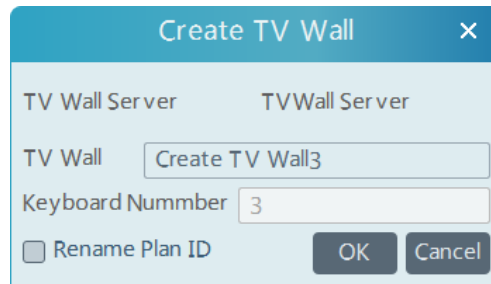 Create TV Wall ×
TV Wall Server TVWall Server
TV Wall Create TV Wall3
Keyboard Nummber 3
Rename Plan ID OK Cancel